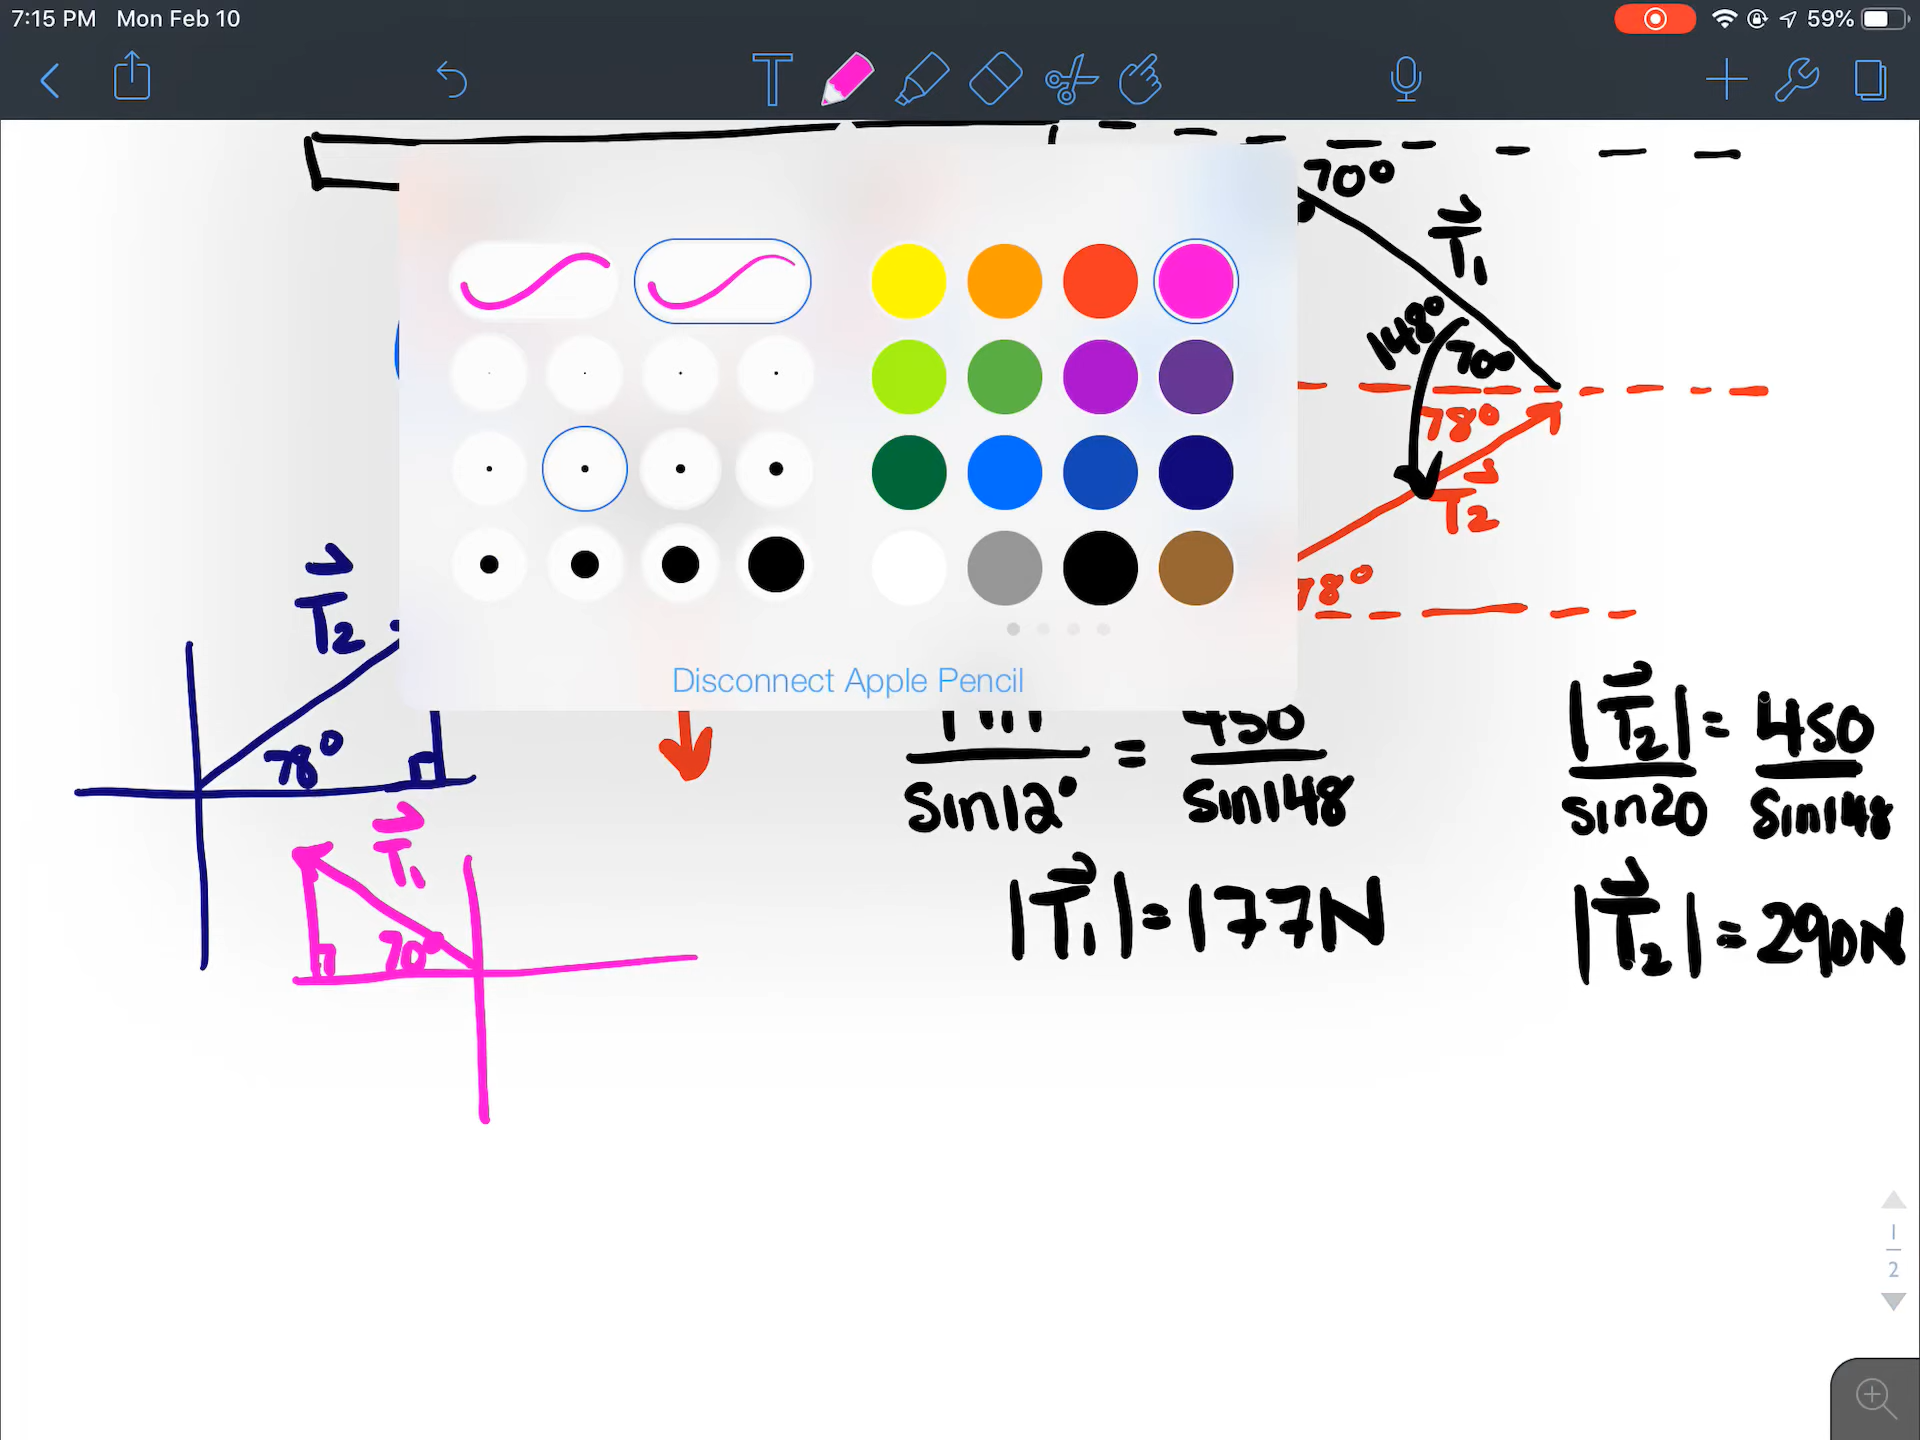 7:15 PM Mon Feb 10
59%
T
70°
T₁
148°
70°
78°
T₂
78°
Disconnect Apple Pencil
T₂
78°
T₁
70°
450
sin12° = sin148
|T₁| = 177N
|T₂| = 450
sin20 sin148
|T₂| = 290N
1
2